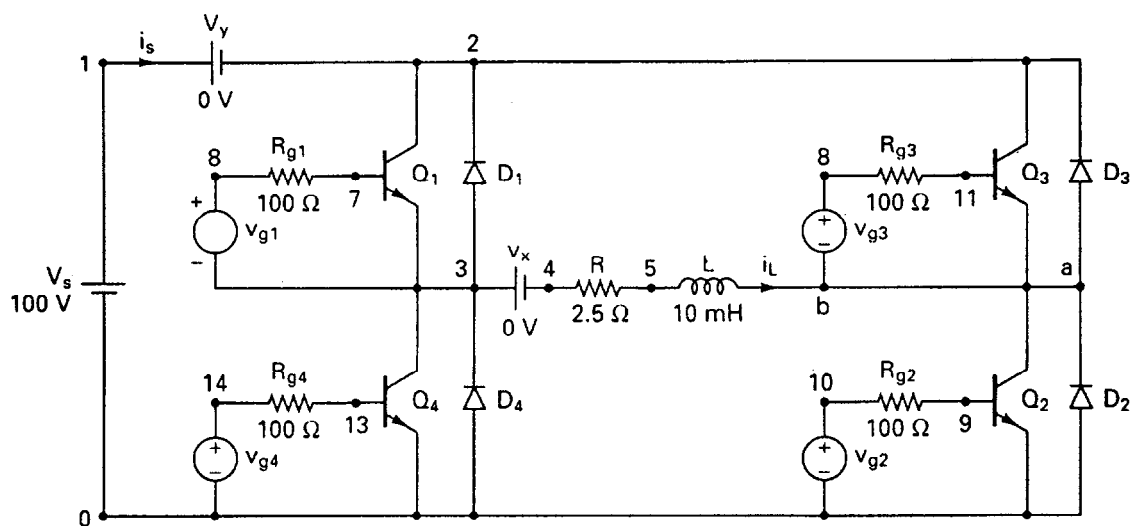 V_y
i_s
1
2
0 V
8
R_g1
7
100 Ω
Q_1
D_1
+
v_g1
−
8
R_g3
11
100 Ω
Q_3
D_3
+
v_g3
−
V_s
100 V
3
v_x
4
R
5
L
i_L
b
a
0 V
2.5 Ω
10 mH
14
R_g4
13
100 Ω
Q_4
D_4
+
v_g4
−
10
R_g2
9
100 Ω
Q_2
D_2
+
v_g2
−
0